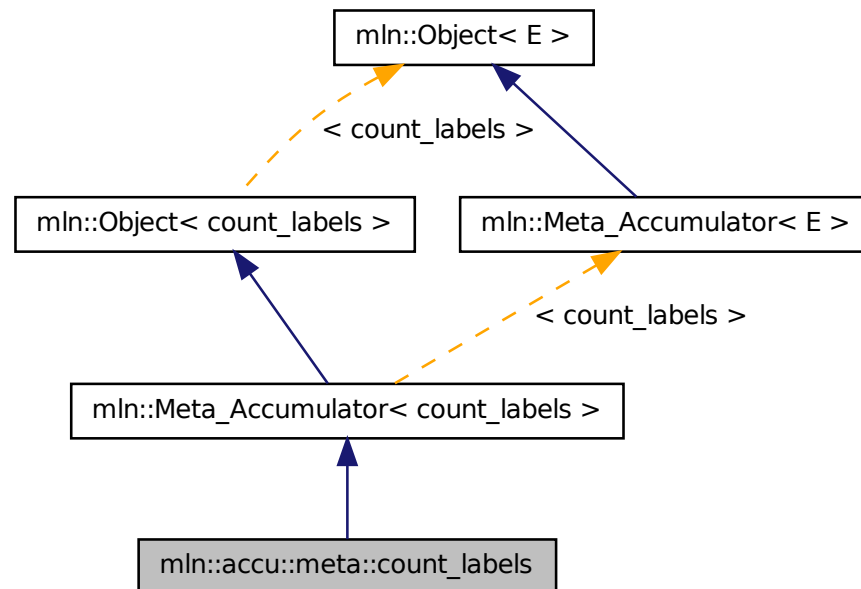 mln::Object< E >
< count_labels >
mln::Object< count_labels >
mln::Meta_Accumulator< E >
< count_labels >
mln::Meta_Accumulator< count_labels >
mln::accu::meta::count_labels